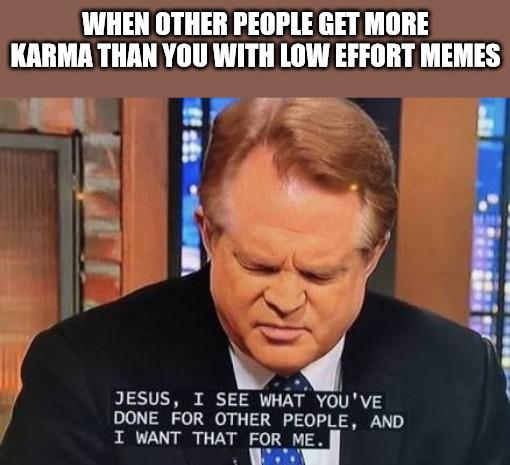 WHEN OTHER PEOPLE GET MORE
KARMA THAN YOU WITH LOW EFFORT MEMES
JESUS, I SEE WHAT YOU'VE
DONE FOR OTHER PEOPLE, AND
I WANT THAT FOR ME.